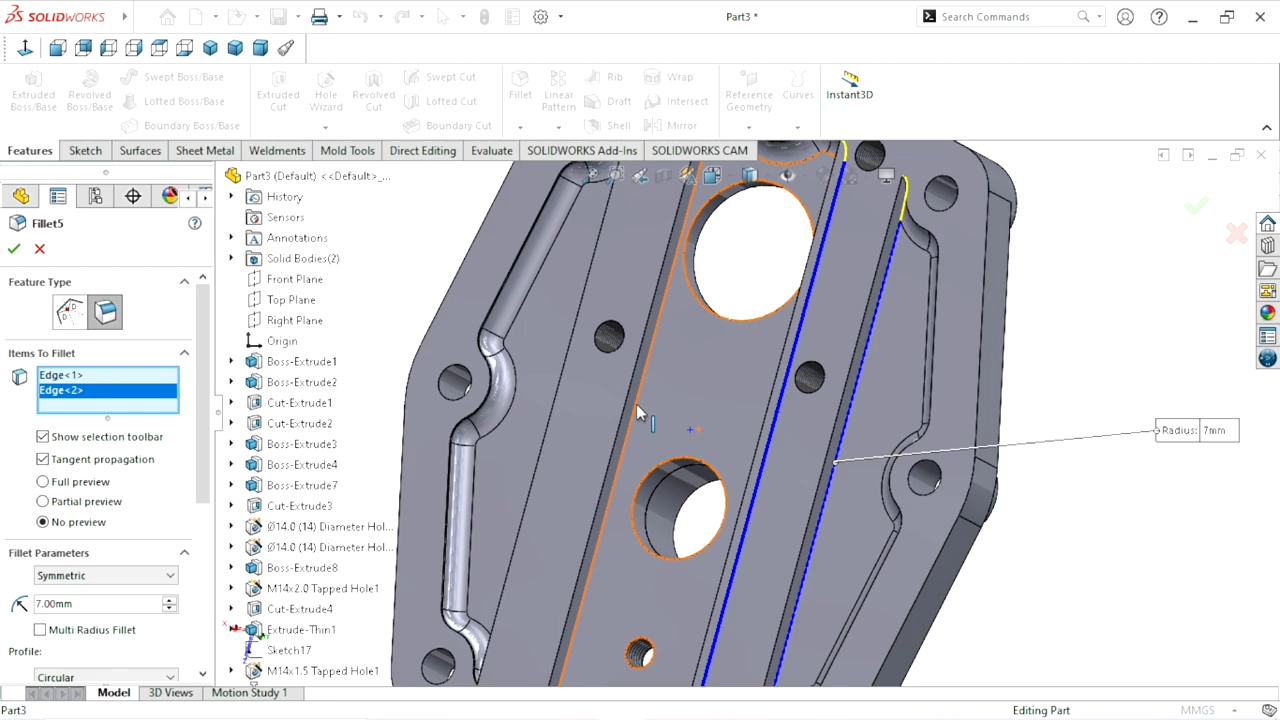 SOLIDWORKS
Part3 *
Search Commands
Extruded Boss/Base
Revolved Boss/Base
Swept Boss/Base
Lofted Boss/Base
Boundary Boss/Base
Extruded Cut
Hole Wizard
Revolved Cut
Swept Cut
Lofted Cut
Boundary Cut
Fillet
Linear Pattern
Rib
Draft
Shell
Wrap
Intersect
Mirror
Reference Geometry
Curves
Instant3D
Features
Sketch
Surfaces
Sheet Metal
Weldments
Mold Tools
Direct Editing
Evaluate
SOLIDWORKS Add-Ins
SOLIDWORKS CAM
Fillet5
Feature Type
Items To Fillet
Edge<1>
Edge<2>
Show selection toolbar
Tangent propagation
Full preview
Partial preview
No preview
Fillet Parameters
Symmetric
7.00mm
Multi Radius Fillet
Profile:
Circular
Part3 (Default) <<Default>_...
History
Sensors
Annotations
Solid Bodies(2)
Front Plane
Top Plane
Right Plane
Origin
Boss-Extrude1
Boss-Extrude2
Cut-Extrude1
Cut-Extrude2
Boss-Extrude3
Boss-Extrude4
Boss-Extrude7
Cut-Extrude3
Ø14.0 (14) Diameter Hol...
Ø14.0 (14) Diameter Hol...
Boss-Extrude8
M14x2.0 Tapped Hole1
Cut-Extrude4
Extrude-Thin1
Sketch17
M14x1.5 Tapped Hole1
Radius: 7mm
Model
3D Views
Motion Study 1
Part3
Editing Part
MMGS